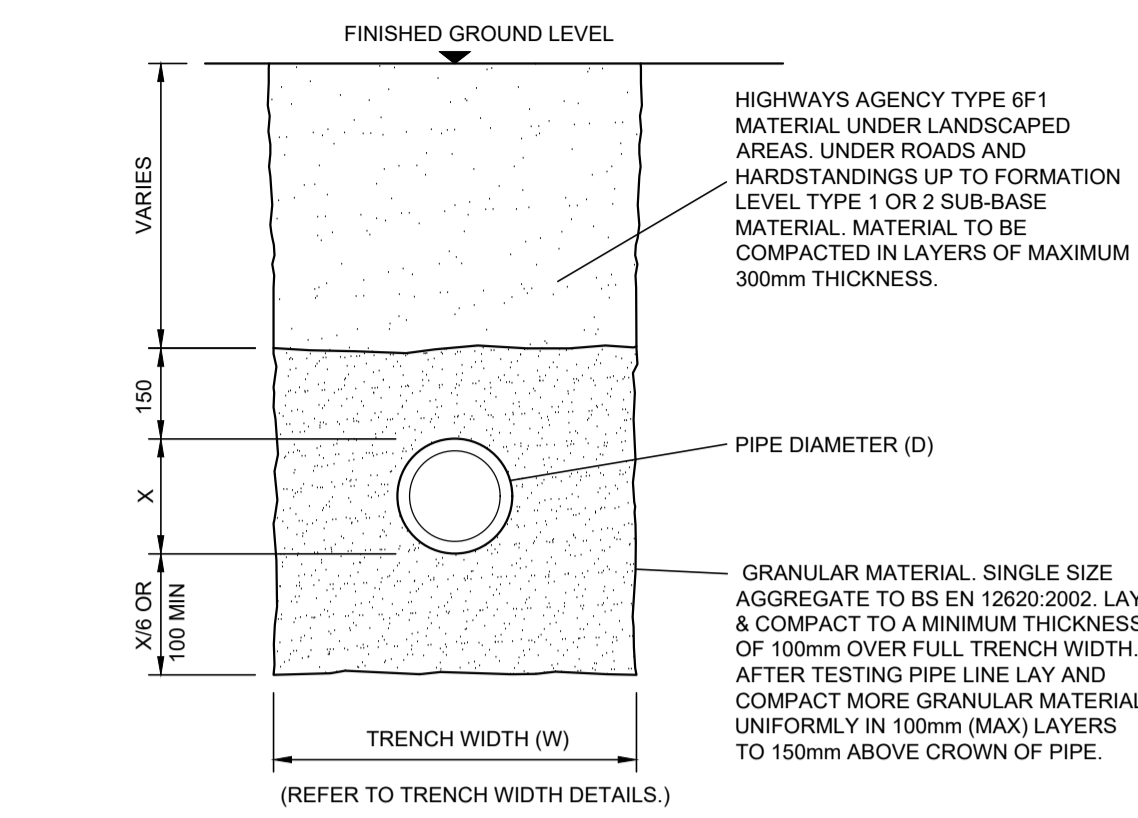 FINISHED GROUND LEVEL
HIGHWAYS AGENCY TYPE 6F1
MATERIAL UNDER LANDSCAPED
AREAS. UNDER ROADS AND
HARDSTANDINGS UP TO FORMATION
LEVEL TYPE 1 OR 2 SUB-BASE
MATERIAL. MATERIAL TO BE
COMPACTED IN LAYERS OF MAXIMUM
300mm THICKNESS.
VARIES
150
X
X/6 OR
100 MIN
PIPE DIAMETER (D)
GRANULAR MATERIAL. SINGLE SIZE
AGGREGATE TO BS EN 12620:2002. LAY
& COMPACT TO A MINIMUM THICKNESS
OF 100mm OVER FULL TRENCH WIDTH.
AFTER TESTING PIPE LINE LAY AND
COMPACT MORE GRANULAR MATERIAL
UNIFORMLY IN 100mm (MAX) LAYERS
TO 150mm ABOVE CROWN OF PIPE.
TRENCH WIDTH (W)
(REFER TO TRENCH WIDTH DETAILS.)